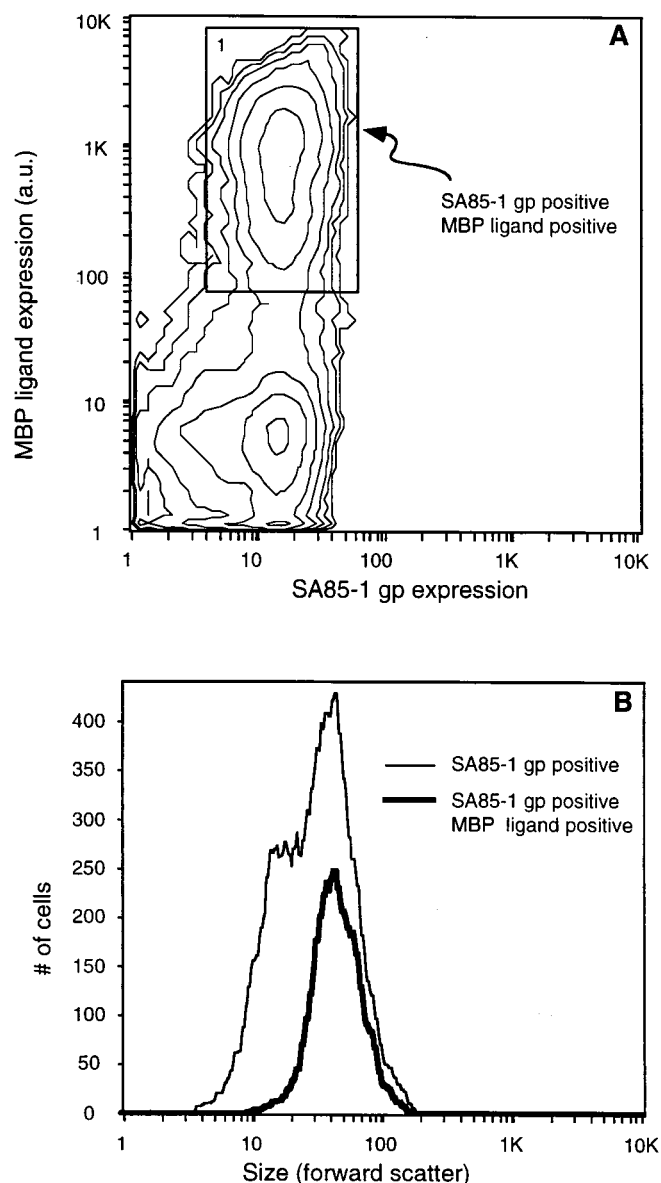 A
10K
1K
100
10
1
MBP ligand expression (a.u.)
1
SA85-1 gp positive
MBP ligand positive
1 10 100 1K 10K
SA85-1 gp expression
B
400
350
300
250
200
150
100
50
0
# of cells
SA85-1 gp positive
SA85-1 gp positive
MBP ligand positive
1 10 100 1K 10K
Size (forward scatter)